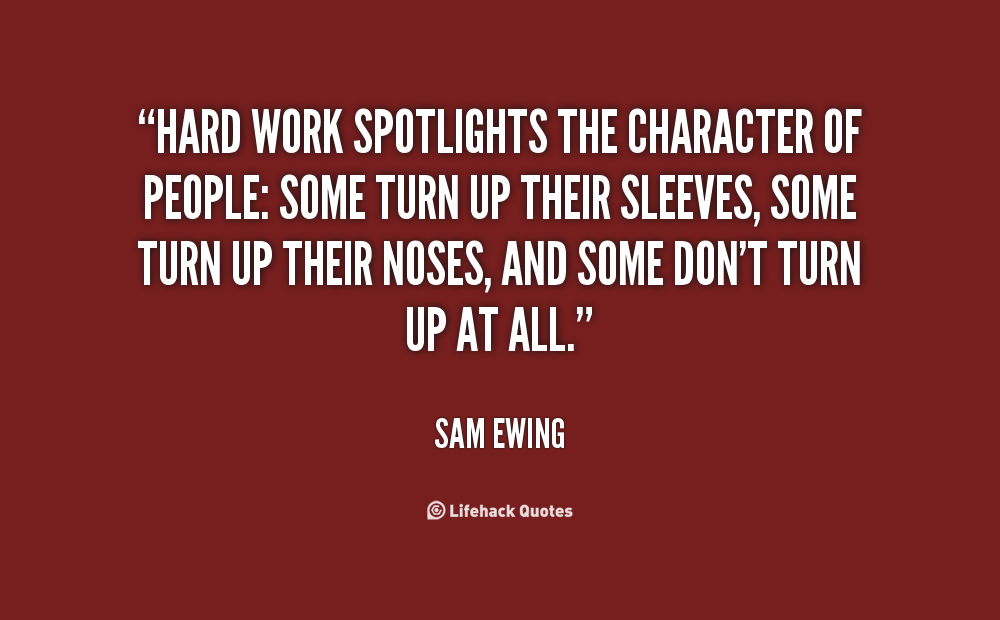 “HARD WORK SPOTLIGHTS THE CHARACTER OF
PEOPLE: SOME TURN UP THEIR SLEEVES, SOME
TURN UP THEIR NOSES, AND SOME DON’T TURN
UP AT ALL.”
SAM EWING
Lifehack Quotes